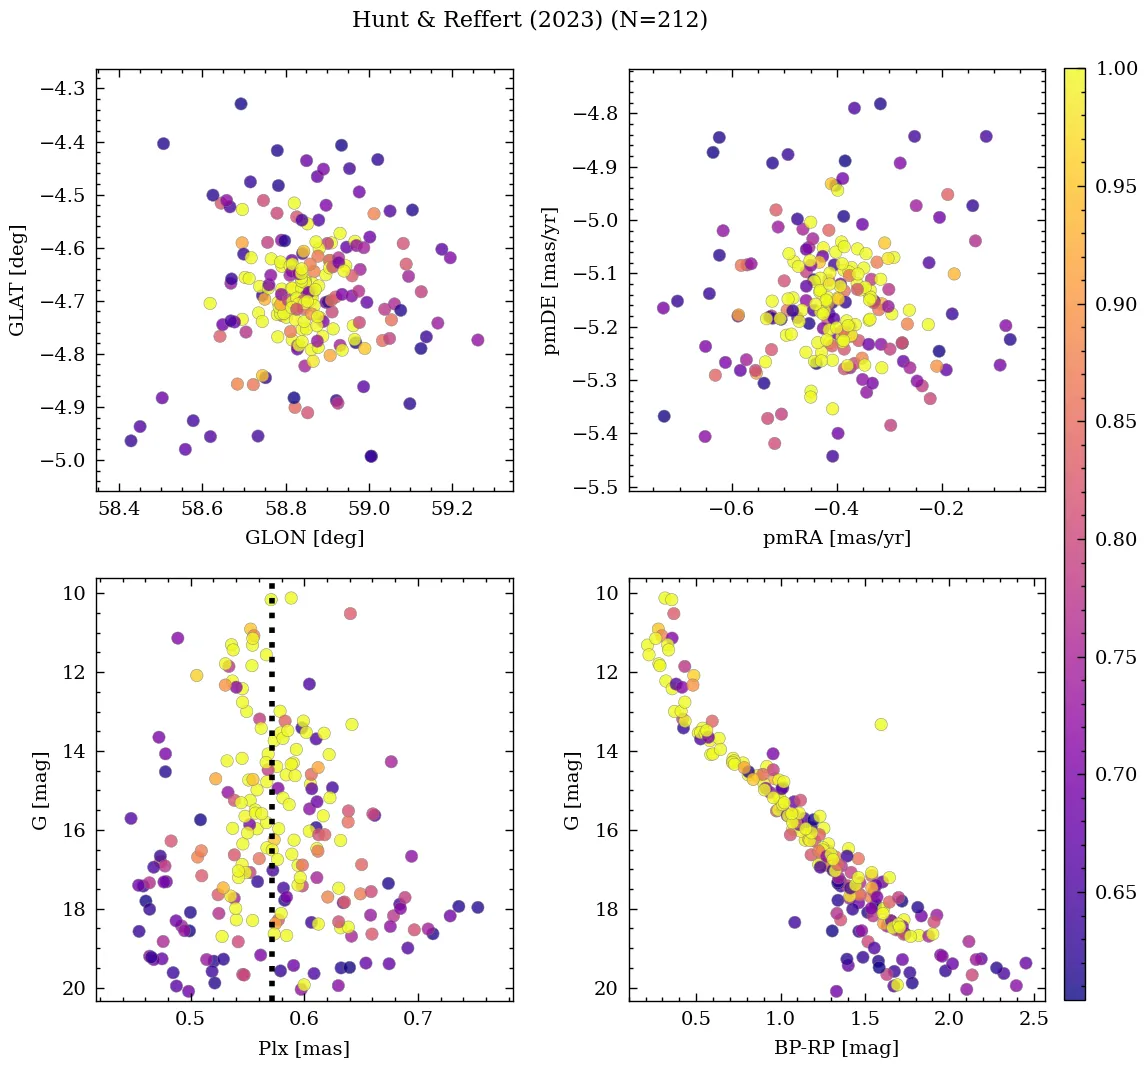 Hunt & Reffert (2023) (N=212)
−4.3
−4.4
−4.5
−4.6
−4.7
−4.8
−4.9
−5.0
GLAT [deg]
58.4 58.6 58.8 59.0 59.2
GLON [deg]
−4.8
−4.9
−5.0
−5.1
−5.2
−5.3
−5.4
−5.5
pmDE [mas/yr]
−0.6 −0.4 −0.2
pmRA [mas/yr]
10
12
14
16
18
20
G [mag]
0.5 0.6 0.7
Plx [mas]
10
12
14
16
18
20
G [mag]
0.5 1.0 1.5 2.0 2.5
BP-RP [mag]
1.00
0.95
0.90
0.85
0.80
0.75
0.70
0.65